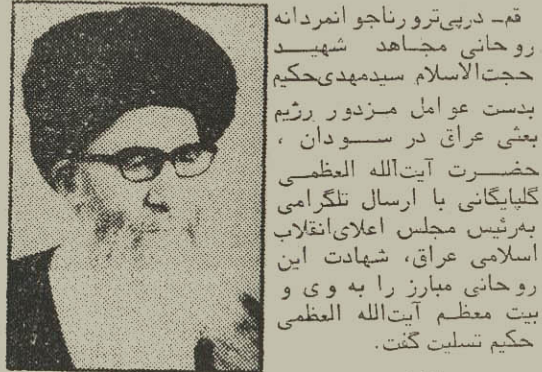 قم‌ـ درپی‌ترورناجوانمردانه
روحانی مجاهد شهید
حجت‌الاسلام سیدمهدی‌حکیم
بدست عوامل مزدور رژیم
بعثی عراق در سودان ،
حضرت آیت‌الله العظمی
گلپایگانی با ارسال تلگرامی
به‌رئیس مجلس اعلای‌انقلاب
اسلامی عراق، شهادت این
روحانی مبارز را به وی و
بیت معظم آیت‌الله العظمی
حکیم تسلیت گفت.